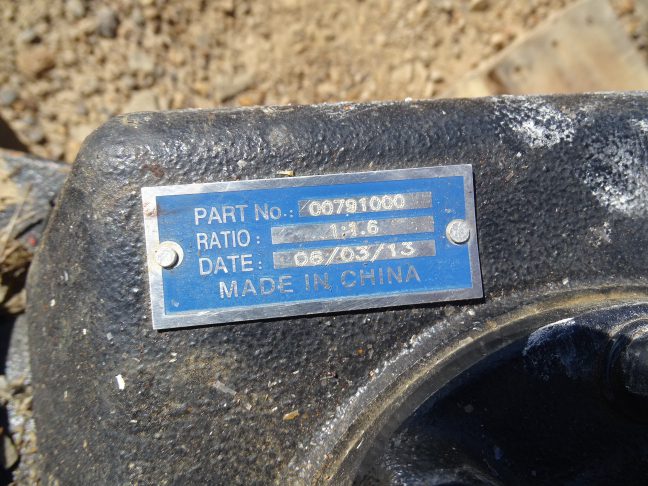 PART No.: 00791000
RATIO: 1:1.6
DATE: 06/03/13
MADE IN CHINA